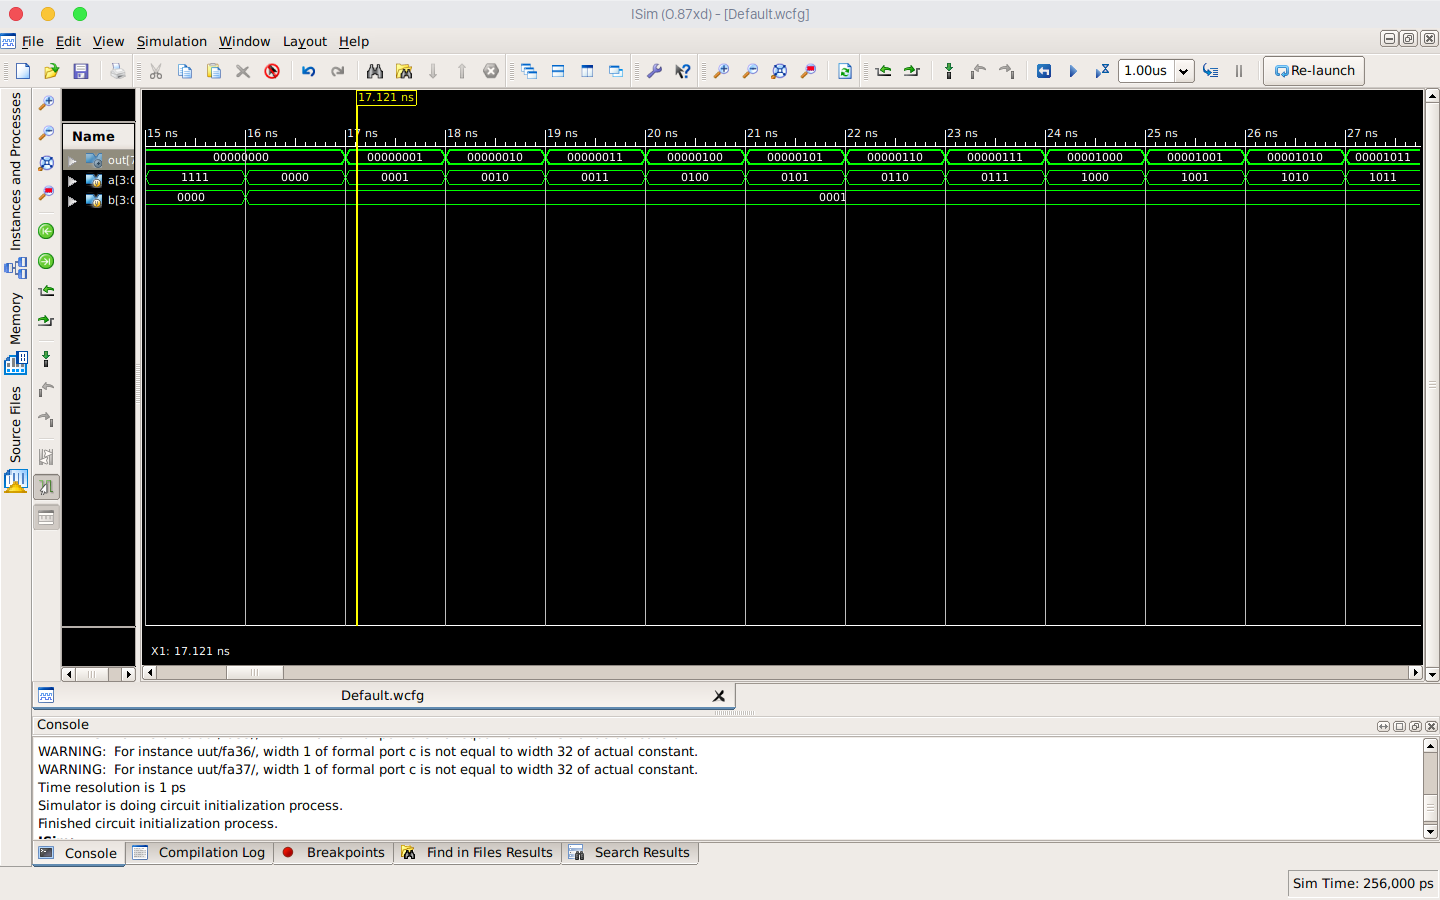 ISim (O.87xd) - [Default.wcfg]
File Edit View Simulation Window Layout Help
1.00us Re-launch
Instances and Processes
Memory
Source Files
17.121 ns
Name
15 ns 16 ns 17 ns 18 ns 19 ns 20 ns 21 ns 22 ns 23 ns 24 ns 25 ns 26 ns 27 ns
out[7 00000000 00000001 00000010 00000011 00000100 00000101 00000110 00000111 00001000 00001001 00001010 00001011
a[3:0 1111 0000 0001 0010 0011 0100 0101 0110 0111 1000 1001 1010 1011
b[3:0 0000 0001
X1: 17.121 ns
Default.wcfg
Console
WARNING: For instance uut/fa36/, width 1 of formal port c is not equal to width 32 of actual constant.
WARNING: For instance uut/fa37/, width 1 of formal port c is not equal to width 32 of actual constant.
Time resolution is 1 ps
Simulator is doing circuit initialization process.
Finished circuit initialization process.
Console Compilation Log Breakpoints Find in Files Results Search Results
Sim Time: 256,000 ps